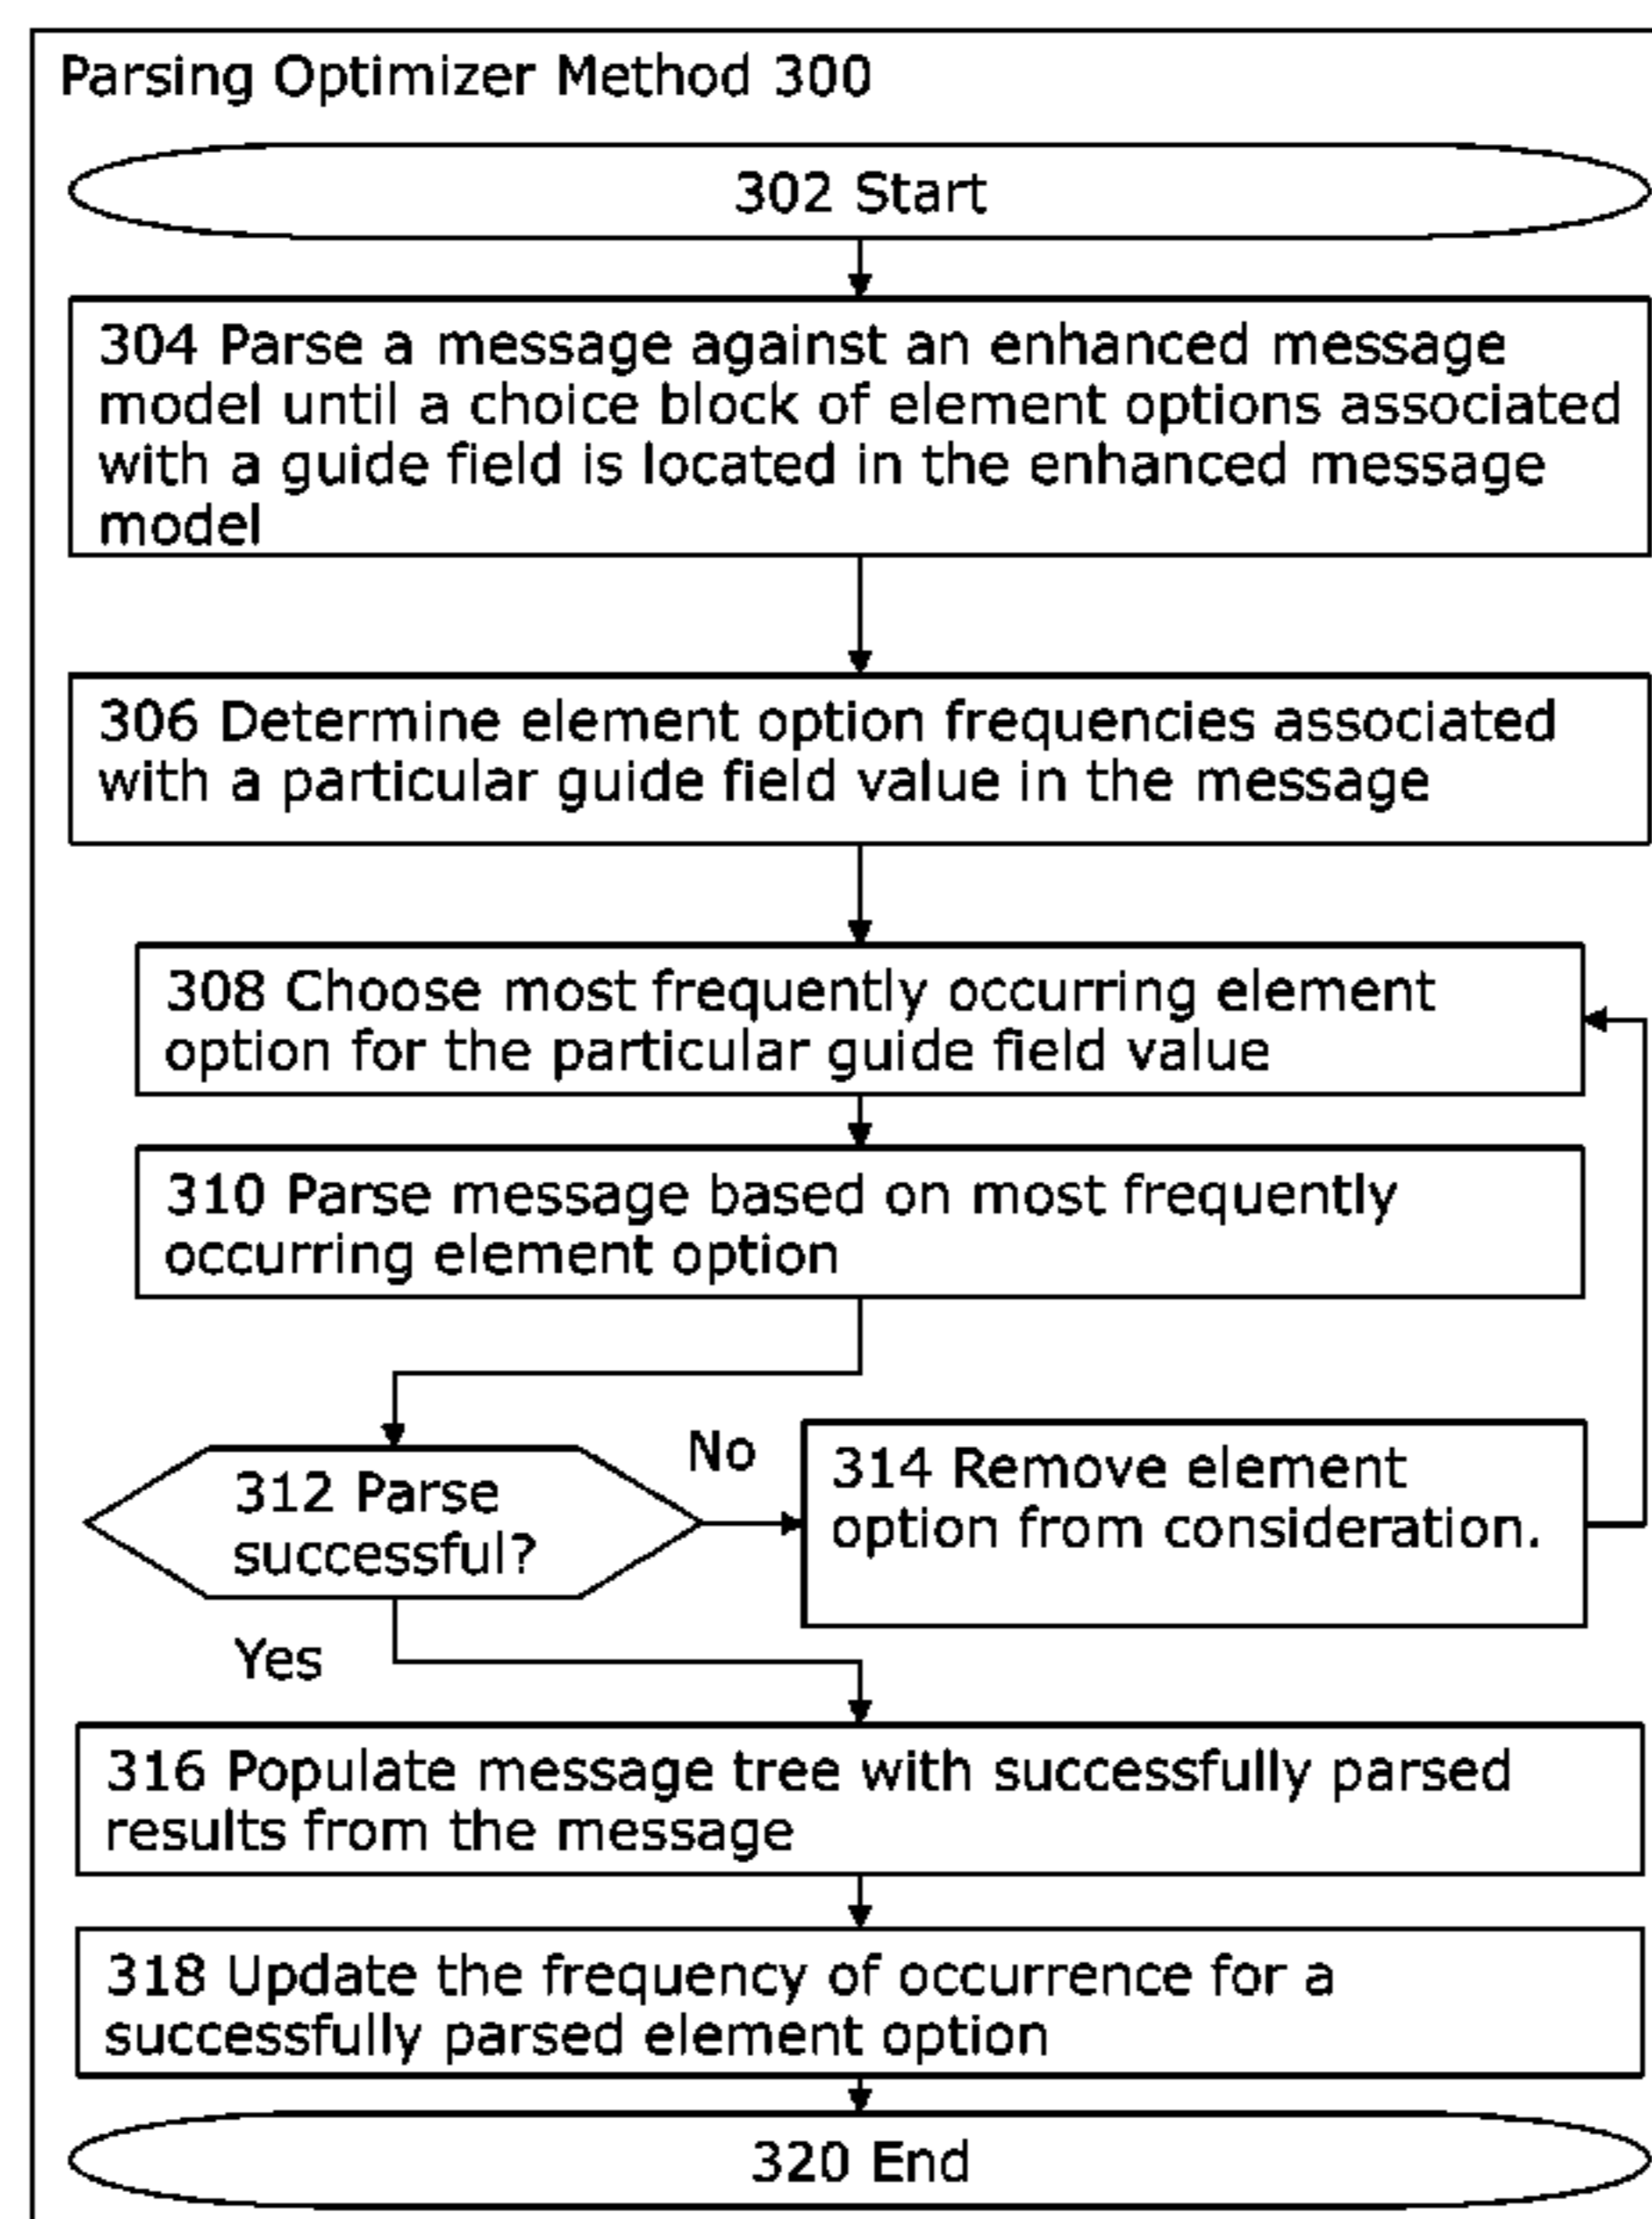 Parsing Optimizer Method 300
302 Start
304 Parse a message against an enhanced message
model until a choice block of element options associated
with a guide field is located in the enhanced message
model
306 Determine element option frequencies associated
with a particular guide field value in the message
308 Choose most frequently occurring element
option for the particular guide field value
310 Parse message based on most frequently
occurring element option
312 Parse
successful?
No
314 Remove element
option from consideration.
Yes
316 Populate message tree with successfully parsed
results from the message
318 Update the frequency of occurrence for a
successfully parsed element option
320 End